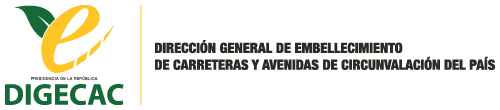 PRESIDENCIA DE LA REPÚBLICA
DIGECAC
DIRECCIÓN GENERAL DE EMBELLECIMIENTO
DE CARRETERAS Y AVENIDAS DE CIRCUNVALACIÓN DEL PAÍS